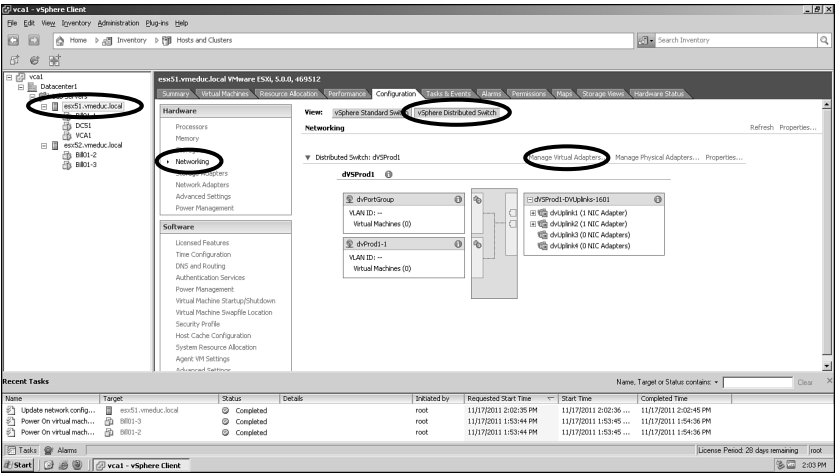 vca1 - vSphere Client
File Edit View Inventory Administration Plug-ins Help
Home Inventory Hosts and Clusters
Search Inventory
vca1
Datacenter1
esx51.vmeduc.local
Bill01-1
DC51
VCA1
esx52.vmeduc.local
Bill01-2
Bill01-3
esx51.vmeduc.local VMware ESXi, 5.0.0, 469512
Summary Virtual Machines Resource Allocation Performance Configuration Tasks & Events Alarms Permissions Maps Storage Views Hardware Status
Hardware
Processors
Memory
Networking
Storage Adapters
Network Adapters
Advanced Settings
Power Management
Software
Licensed Features
Time Configuration
DNS and Routing
Authentication Services
Power Management
Virtual Machine Startup/Shutdown
Virtual Machine Swapfile Location
Security Profile
Host Cache Configuration
System Resource Allocation
Agent VM Settings
Advanced Settings
View: vSphere Standard Switch vSphere Distributed Switch
Networking
Refresh Properties...
Distributed Switch: dVSProd1
Manage Virtual Adapters... Manage Physical Adapters... Properties...
dVSProd1
dvPortGroup
VLAN ID: --
Virtual Machines (0)
dvProd1-1
VLAN ID: --
Virtual Machines (0)
dVSProd1-DVUplinks-1601
dvUplink1 (1 NIC Adapter)
dvUplink2 (1 NIC Adapter)
dvUplink3 (0 NIC Adapters)
dvUplink4 (0 NIC Adapters)
Recent Tasks
Name, Target or Status contains:
Clear
Name Target Status Details Initiated by Requested Start Time Start Time Completed Time
Update network config... esx51.vmeduc.local Completed root 11/17/2011 2:02:35 PM 11/17/2011 2:02:36 ... 11/17/2011 2:02:45 PM
Power On virtual mach... Bill01-3 Completed root 11/17/2011 1:53:44 PM 11/17/2011 1:53:45 ... 11/17/2011 1:54:36 PM
Power On virtual mach... Bill01-2 Completed root 11/17/2011 1:53:44 PM 11/17/2011 1:53:45 ... 11/17/2011 1:54:36 PM
Tasks Alarms
License Period: 28 days remaining root
Start vca1 - vSphere Client 2:03 PM